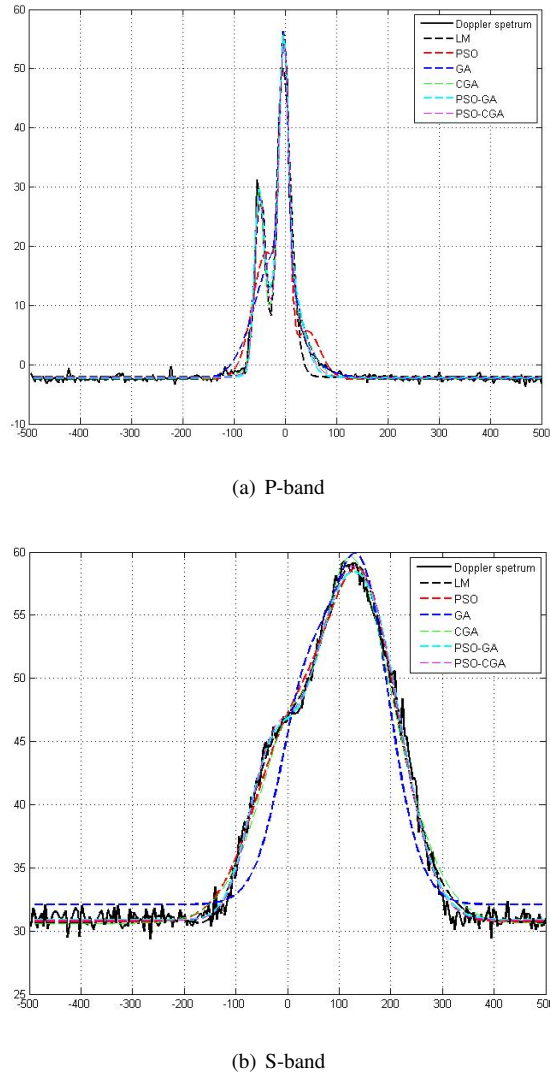 60
50
40
30
20
10
0
-10
-500 -400 -300 -200 -100 0 100 200 300 400 500
Doppler spetrum
LM
PSO
GA
CGA
PSO-GA
PSO-CGA
(a) P-band
60
55
50
45
40
35
30
25
-500 -400 -300 -200 -100 0 100 200 300 400 500
Doppler spetrum
LM
PSO
GA
CGA
PSO-GA
PSO-CGA
(b) S-band